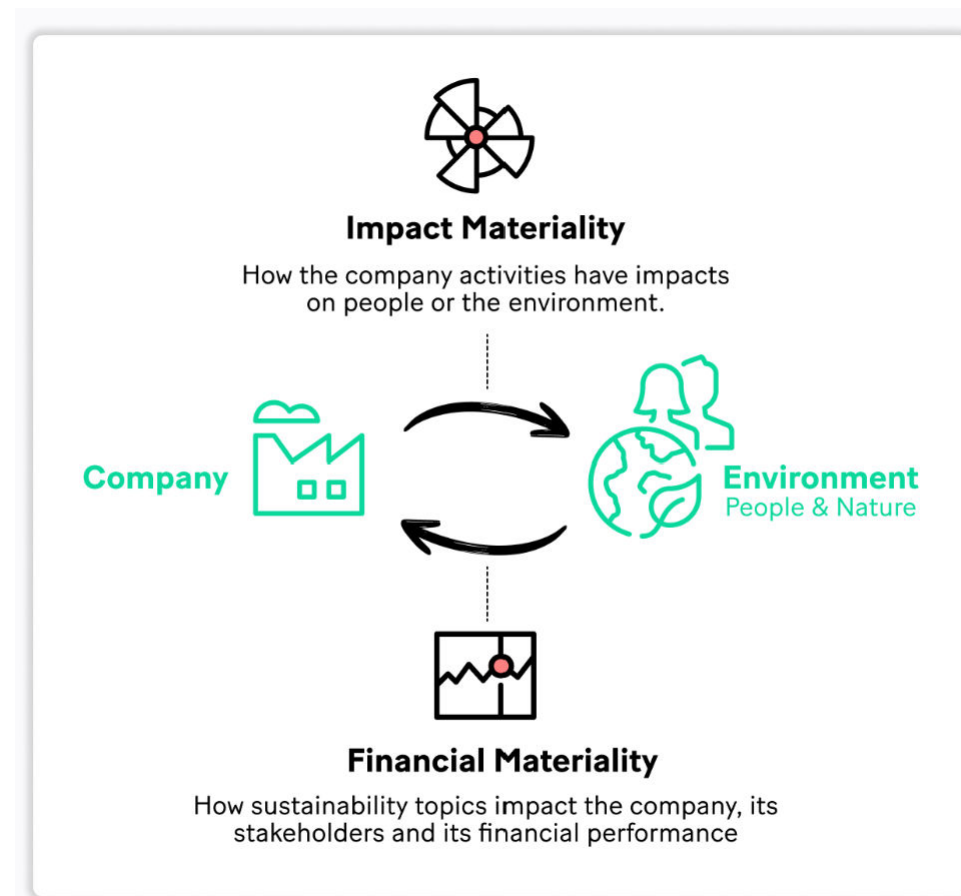 Impact Materiality
How the company activities have impacts
on people or the environment.
Company
Environment
People & Nature
Financial Materiality
How sustainability topics impact the company, its
stakeholders and its financial performance